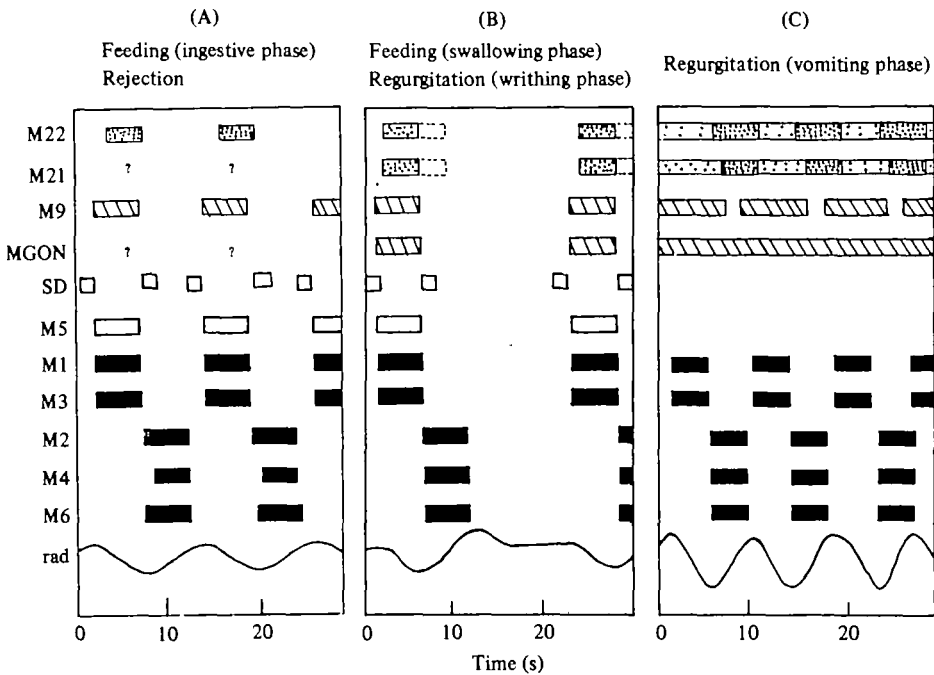 (A)
Feeding (ingestive phase)
Rejection
(B)
Feeding (swallowing phase)
Regurgitation (writhing phase)
(C)
Regurgitation (vomiting phase)
M22
M21 ? ?
M9
MGON ? ?
SD
M5
M1
M3
M2
M4
M6
rad
0 10 20 0 10 20 0 10 20
Time (s)